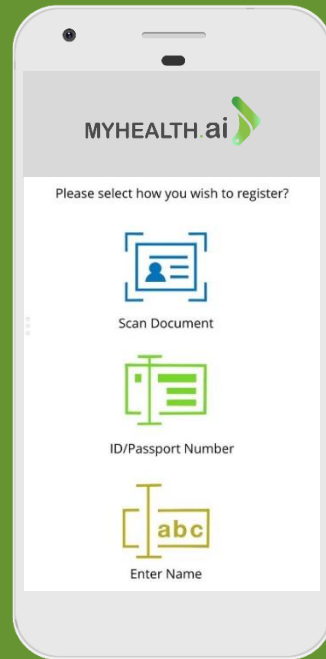 MYHEALTH.ai
Please select how you wish to register?
Scan Document
ID/Passport Number
abc
Enter Name